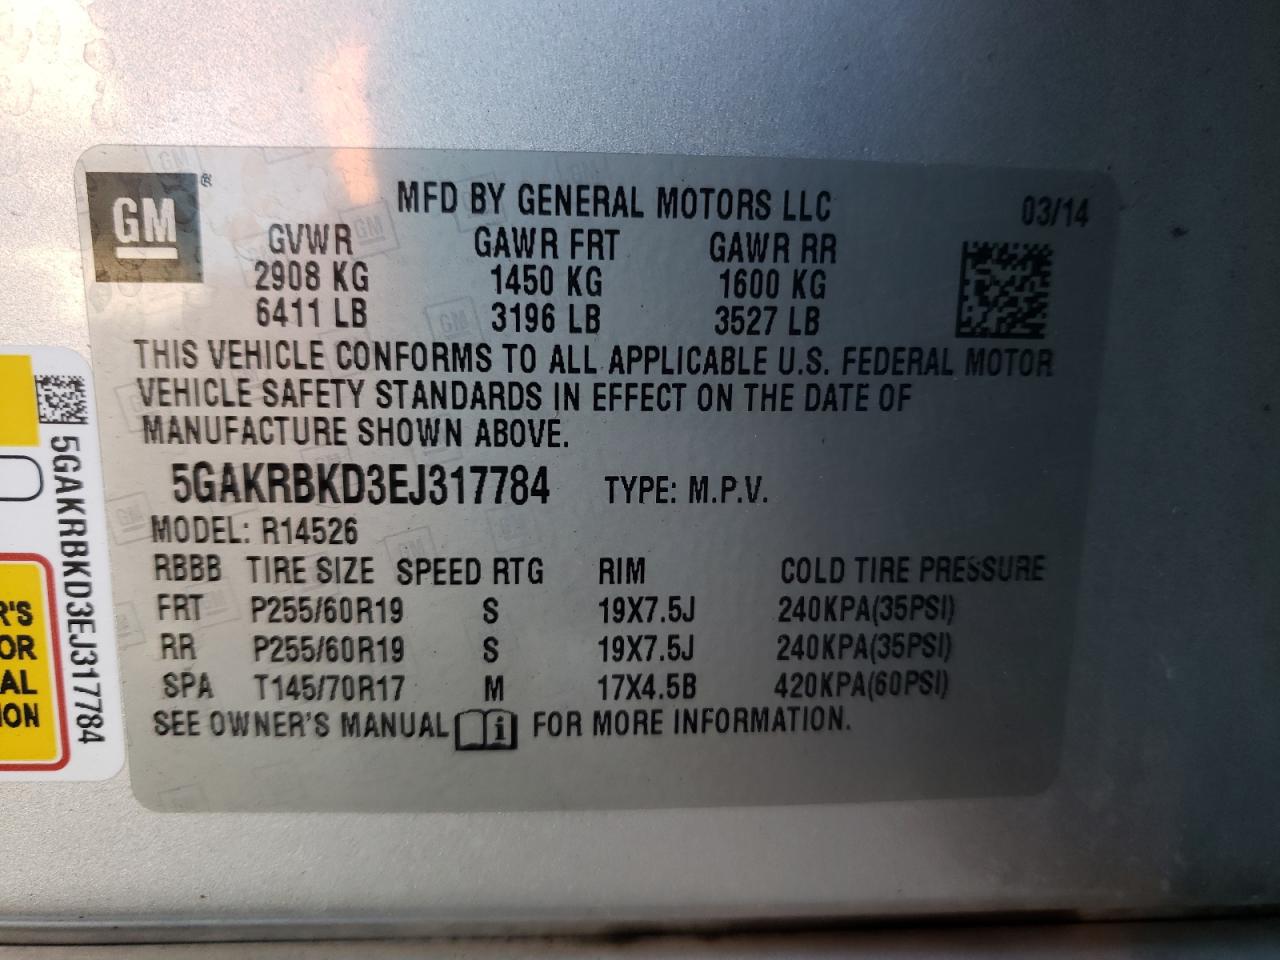 GM ®
MFD BY GENERAL MOTORS LLC 03/14
GVWR GAWR FRT GAWR RR
2908 KG 1450 KG 1600 KG
6411 LB 3196 LB 3527 LB
THIS VEHICLE CONFORMS TO ALL APPLICABLE U.S. FEDERAL MOTOR
VEHICLE SAFETY STANDARDS IN EFFECT ON THE DATE OF
MANUFACTURE SHOWN ABOVE.
5GAKRBKD3EJ317784 TYPE: M.P.V.
MODEL: R14526
RBBB TIRE SIZE SPEED RTG RIM COLD TIRE PRESSURE
FRT P255/60R19 S 19X7.5J 240KPA(35PSI)
RR P255/60R19 S 19X7.5J 240KPA(35PSI)
SPA T145/70R17 M 17X4.5B 420KPA(60PSI)
SEE OWNER'S MANUAL i FOR MORE INFORMATION.
5GAKRBKD3EJ317784
R'S
OR
AL
ION